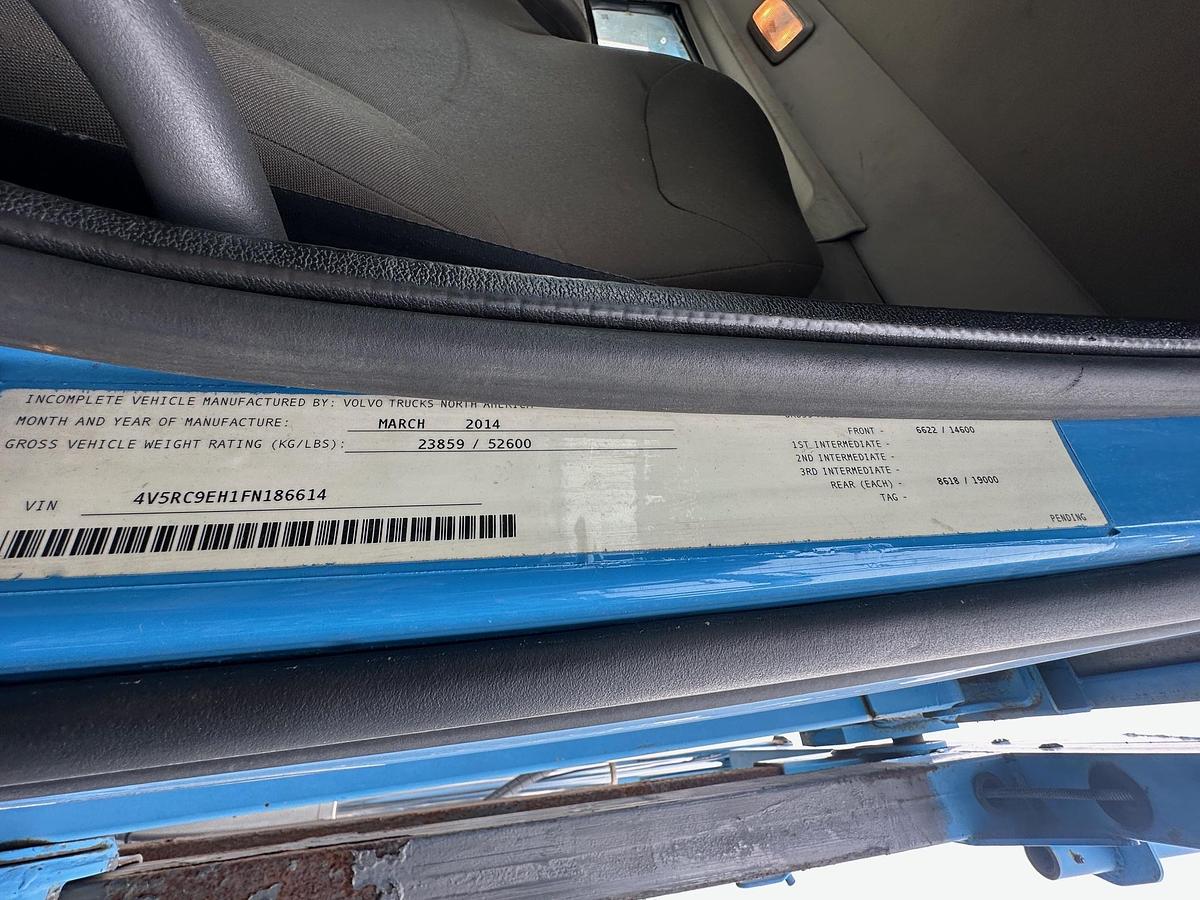 INCOMPLETE VEHICLE MANUFACTURED BY: VOLVO TRUCKS NORTH AMERICA
MONTH AND YEAR OF MANUFACTURE: MARCH 2014
GROSS VEHICLE WEIGHT RATING (KG/LBS): 23859 / 52600
VIN 4V5RC9EH1FN186614
FRONT - 6622 / 14600
1ST INTERMEDIATE -
2ND INTERMEDIATE -
3RD INTERMEDIATE -
REAR (EACH) - 8618 / 19000
TAG -
PENDING